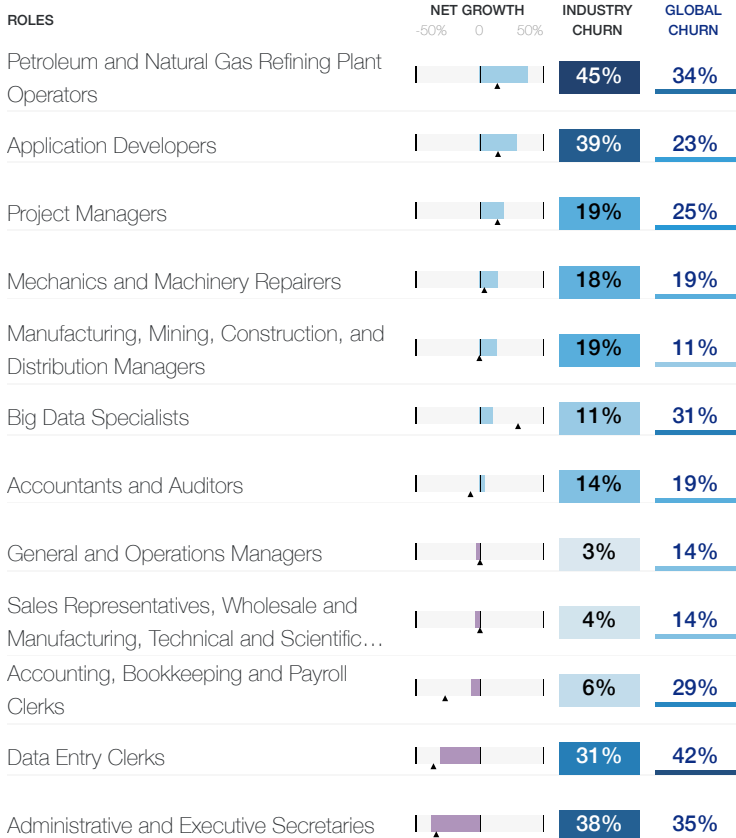 ROLES
NET GROWTH
-50% 0 50%
INDUSTRY
CHURN
GLOBAL
CHURN
Petroleum and Natural Gas Refining Plant
Operators
45% 34%
Application Developers 39% 23%
Project Managers 19% 25%
Mechanics and Machinery Repairers 18% 19%
Manufacturing, Mining, Construction, and
Distribution Managers
19% 11%
Big Data Specialists 11% 31%
Accountants and Auditors 14% 19%
General and Operations Managers 3% 14%
Sales Representatives, Wholesale and
Manufacturing, Technical and Scientific…
4% 14%
Accounting, Bookkeeping and Payroll
Clerks
6% 29%
Data Entry Clerks 31% 42%
Administrative and Executive Secretaries 38% 35%